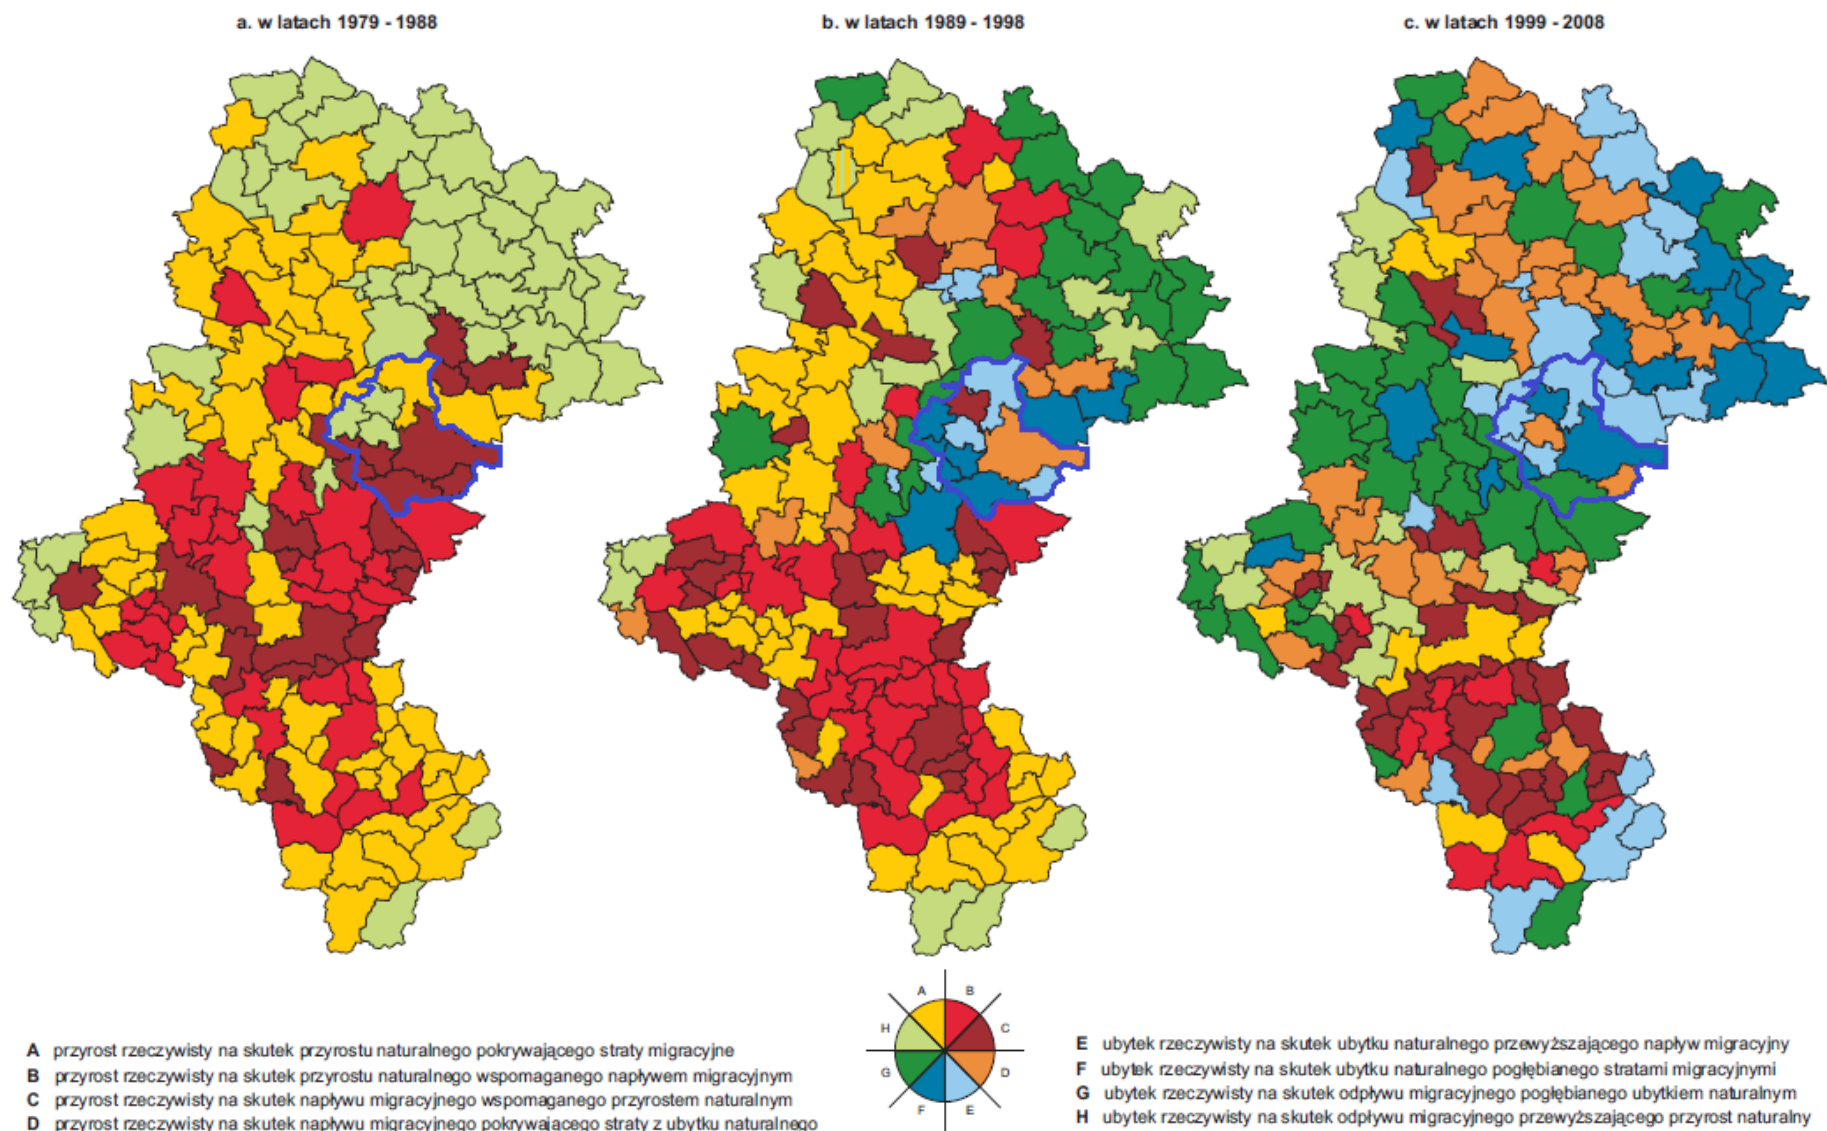 a. w latach 1979 - 1988
b. w latach 1989 - 1998
c. w latach 1999 - 2008
A B
H C
G D
F E
A przyrost rzeczywisty na skutek przyrostu naturalnego pokrywającego straty migracyjne
B przyrost rzeczywisty na skutek przyrostu naturalnego wspomaganego napływem migracyjnym
C przyrost rzeczywisty na skutek napływu migracyjnego wspomaganego przyrostem naturalnym
D przyrost rzeczywisty na skutek napływu migracyjnego pokrywającego straty z ubytku naturalnego
E ubytek rzeczywisty na skutek ubytku naturalnego przewyższającego napływ migracyjny
F ubytek rzeczywisty na skutek ubytku naturalnego pogłębianego stratami migracyjnymi
G ubytek rzeczywisty na skutek odpływu migracyjnego pogłębianego ubytkiem naturalnym
H ubytek rzeczywisty na skutek odpływu migracyjnego przewyższającego przyrost naturalny